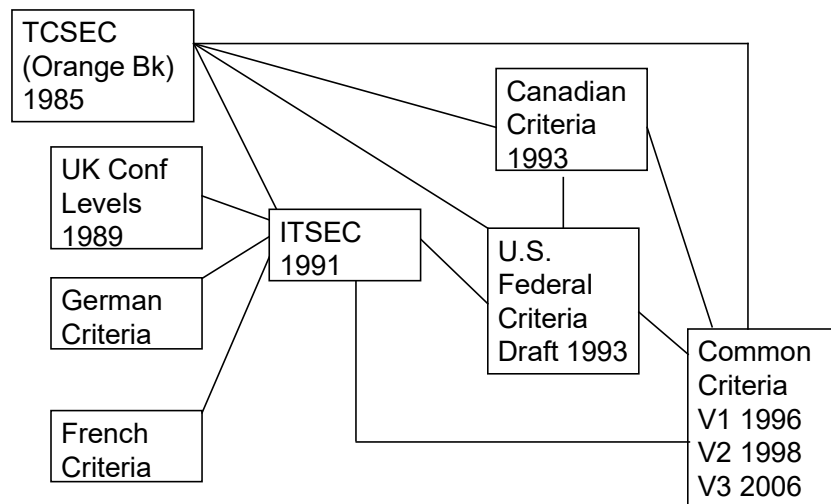 TCSEC
(Orange Bk)
1985
Canadian
Criteria
1993
UK Conf
Levels
1989
ITSEC
1991
U.S.
Federal
Criteria
Draft 1993
German
Criteria
Common
Criteria
V1 1996
V2 1998
V3 2006
French
Criteria